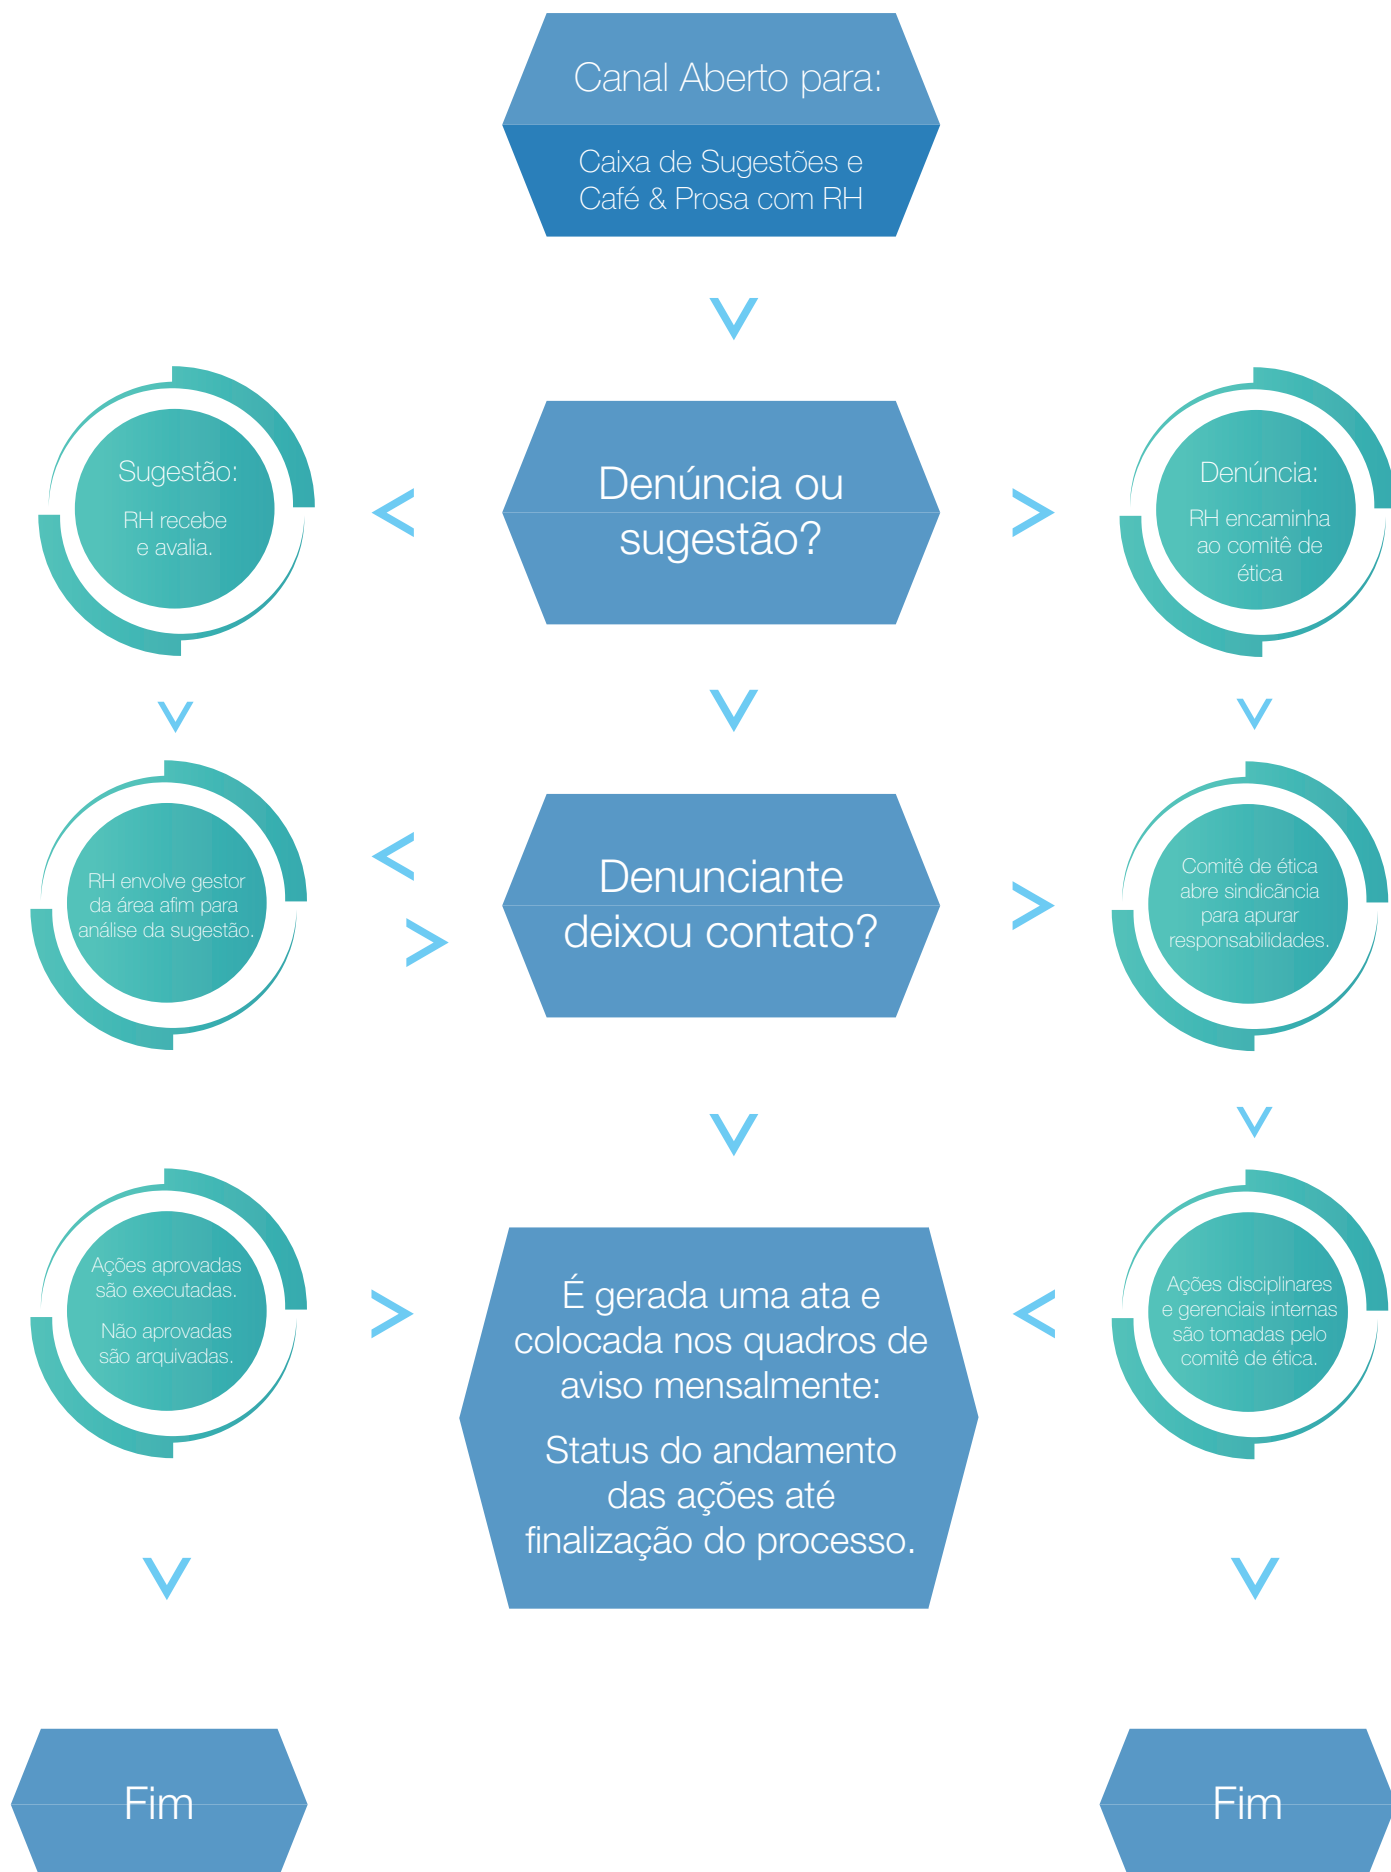 Canal Aberto para:
Caixa de Sugestões e
Café & Prosa com RH
Sugestão:
RH recebe
e avalia.
Denúncia ou
sugestão?
Denúncia:
RH encaminha
ao comitê de
ética
RH envolve gestor
da área afim para
análise da sugestão.
Denunciante
deixou contato?
Comitê de ética
abre sindicância
para apurar
responsabilidades.
Ações aprovadas
são executadas.
Não aprovadas
são arquivadas.
É gerada uma ata e
colocada nos quadros de
aviso mensalmente:
Status do andamento
das ações até
finalização do processo.
Ações disciplinares
e gerenciais internas
são tomadas pelo
comitê de ética.
Fim
Fim